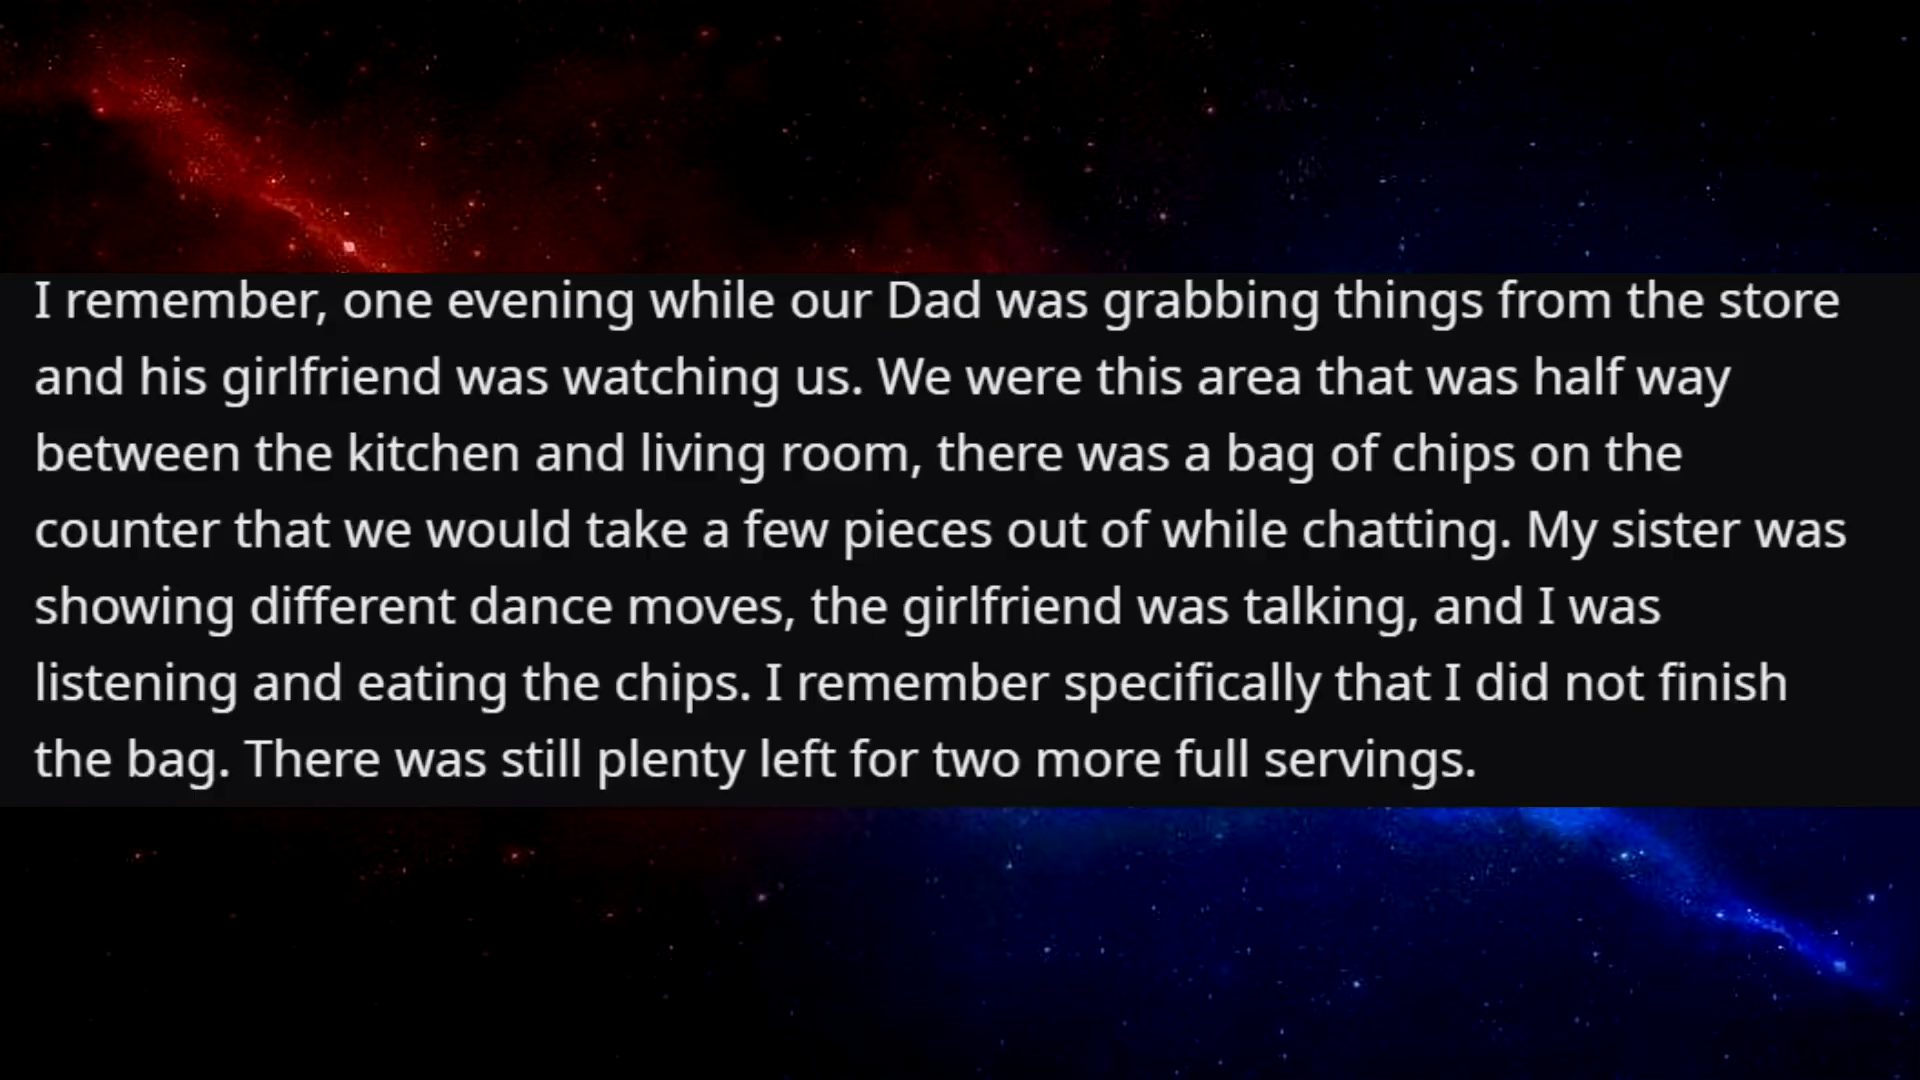 I remember, one evening while our Dad was grabbing things from the store
and his girlfriend was watching us. We were this area that was half way
between the kitchen and living room, there was a bag of chips on the
counter that we would take a few pieces out of while chatting. My sister was
showing different dance moves, the girlfriend was talking, and I was
listening and eating the chips. I remember specifically that I did not finish
the bag. There was still plenty left for two more full servings.